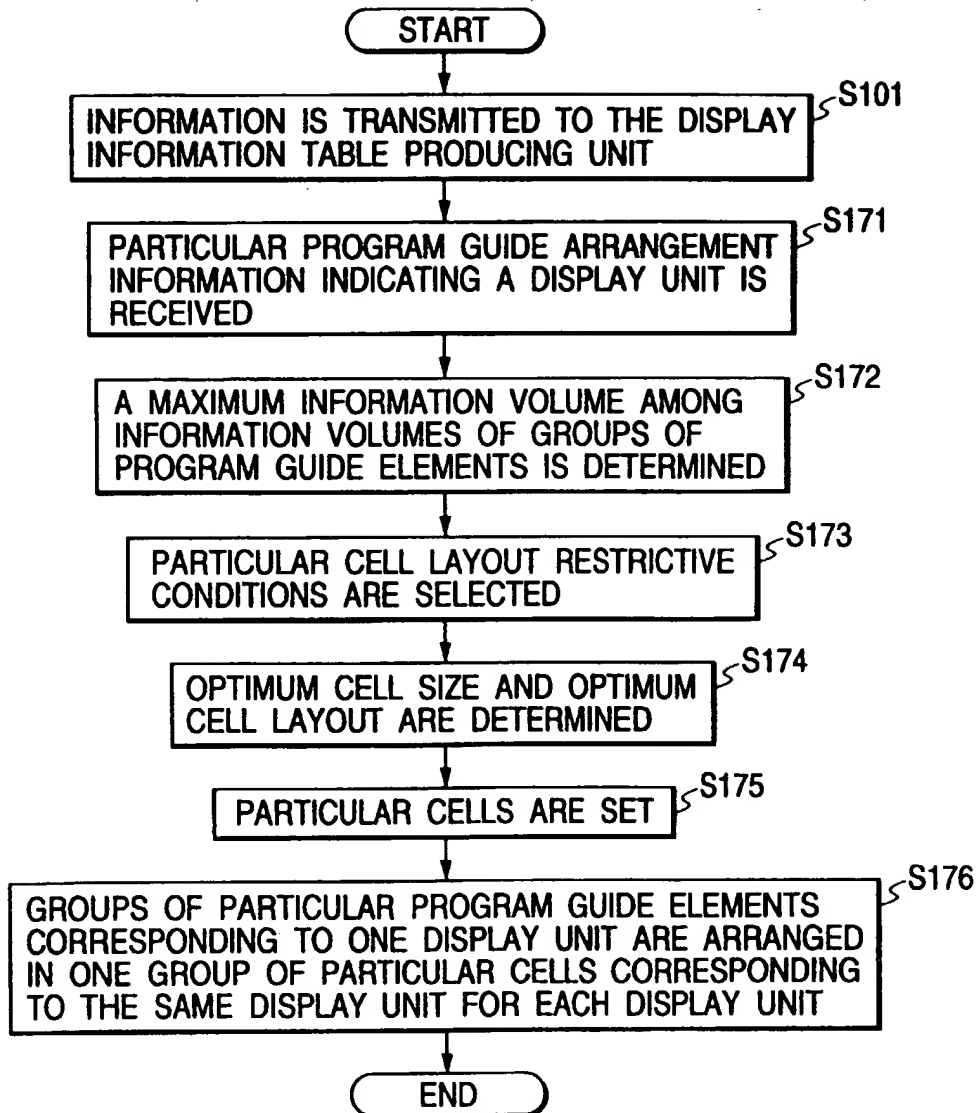 START
S101
INFORMATION IS TRANSMITTED TO THE DISPLAY
INFORMATION TABLE PRODUCING UNIT
S171
PARTICULAR PROGRAM GUIDE ARRANGEMENT
INFORMATION INDICATING A DISPLAY UNIT IS
RECEIVED
S172
A MAXIMUM INFORMATION VOLUME AMONG
INFORMATION VOLUMES OF GROUPS OF
PROGRAM GUIDE ELEMENTS IS DETERMINED
S173
PARTICULAR CELL LAYOUT RESTRICTIVE
CONDITIONS ARE SELECTED
S174
OPTIMUM CELL SIZE AND OPTIMUM
CELL LAYOUT ARE DETERMINED
S175
PARTICULAR CELLS ARE SET
S176
GROUPS OF PARTICULAR PROGRAM GUIDE ELEMENTS
CORRESPONDING TO ONE DISPLAY UNIT ARE ARRANGED
IN ONE GROUP OF PARTICULAR CELLS CORRESPONDING
TO THE SAME DISPLAY UNIT FOR EACH DISPLAY UNIT
END